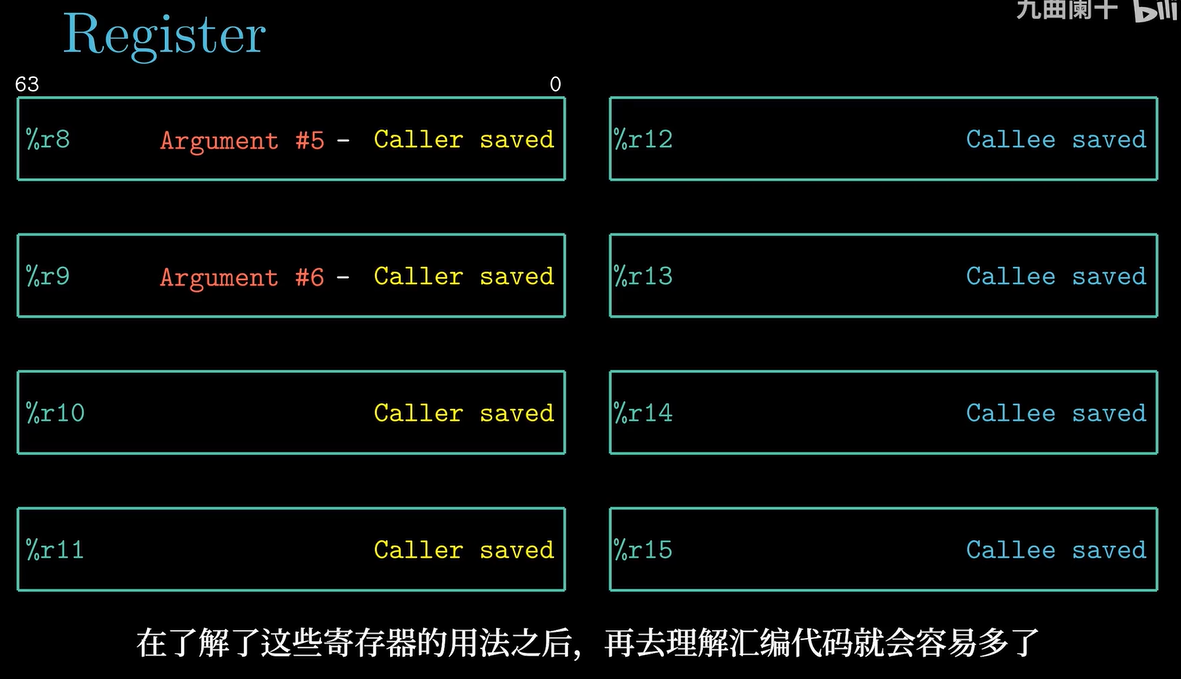 九曲阑干 bili
Register
63 0
%r8 Argument #5 - Caller saved
%r12 Callee saved
%r9 Argument #6 - Caller saved
%r13 Callee saved
%r10 Caller saved
%r14 Callee saved
%r11 Caller saved
%r15 Callee saved
在了解了这些寄存器的用法之后，再去理解汇编代码就会容易多了